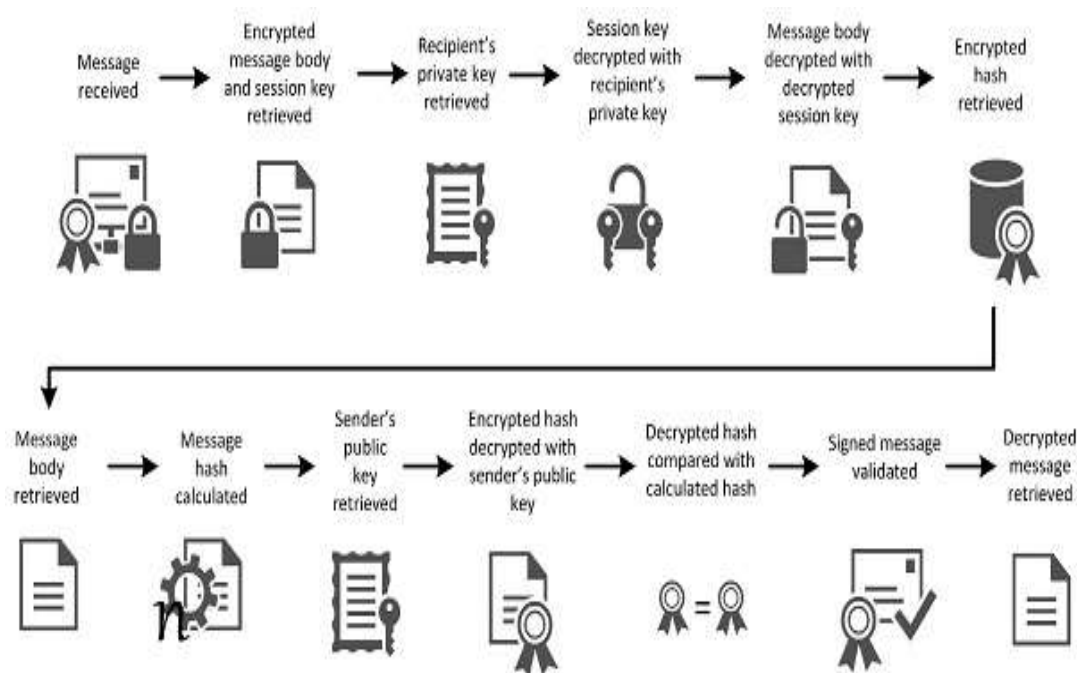 Message
received
Encrypted
message body
and session key
retrieved
Recipient's
private key
retrieved
Session key
decrypted with
recipient's
private key
Message body
decrypted with
decrypted
session key
Encrypted
hash
retrieved
Message
body
retrieved
Message
hash
calculated
Sender's
public
key
retrieved
Encrypted hash
decrypted with
sender's public
key
Decrypted hash
compared with
calculated hash
Signed message
validated
Decrypted
message
retrieved
n
=